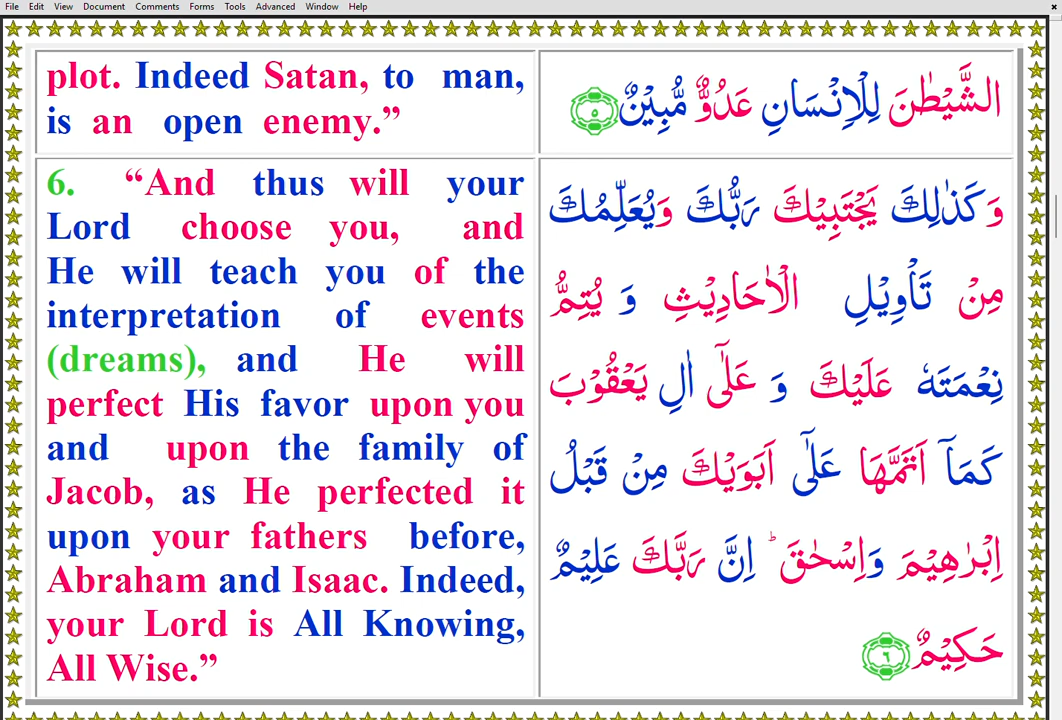 File Edit View Document Comments Forms Tools Advanced Window Help
plot. Indeed Satan, to man,
is an open enemy.”
الشَّيْطٰنَ لِلْاِنْسَانِ عَدُوٌّ مُّبِيْنٌ ٥
6. “And thus will your
Lord choose you, and
He will teach you of the
interpretation of events
(dreams), and He will
perfect His favor upon you
and upon the family of
Jacob, as He perfected it
upon your fathers before,
Abraham and Isaac. Indeed,
your Lord is All Knowing,
All Wise.”
وَكَذٰلِكَ يَجْتَبِيْكَ رَبُّكَ وَيُعَلِّمُكَ
مِنْ تَاْوِيْلِ الْاَحَادِيْثِ وَ يُتِمُّ
نِعْمَتَهٗ عَلَيْكَ وَ عَلٰٓى اٰلِ يَعْقُوْبَ
كَمَاۤ اَتَمَّهَا عَلٰٓى اَبَوَيْكَ مِنْ قَبْلُ
اِبْرٰهِيْمَ وَاِسْحٰقَ ؕ اِنَّ رَبَّكَ عَلِيْمٌ
حَكِيْمٌ ٦